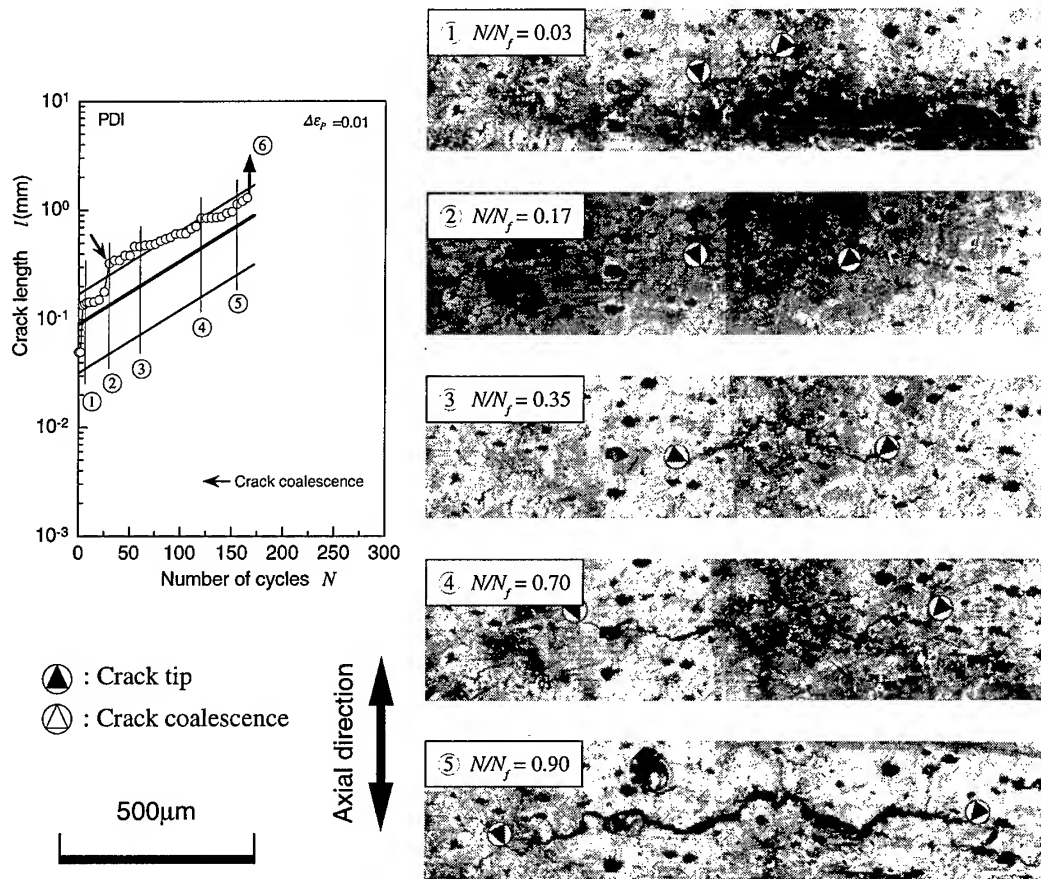 PDI
Δε_P =0.01
10^1
10^0
10^-1
10^-2
10^-3
Crack length l(mm)
① ② ③ ④ ⑤ ⑥
← Crack coalescence
0 50 100 150 200 250 300
Number of cycles N
▲ : Crack tip
△ : Crack coalescence
500μm
Axial direction
① N/N_f = 0.03
② N/N_f = 0.17
③ N/N_f = 0.35
④ N/N_f = 0.70
⑤ N/N_f = 0.90